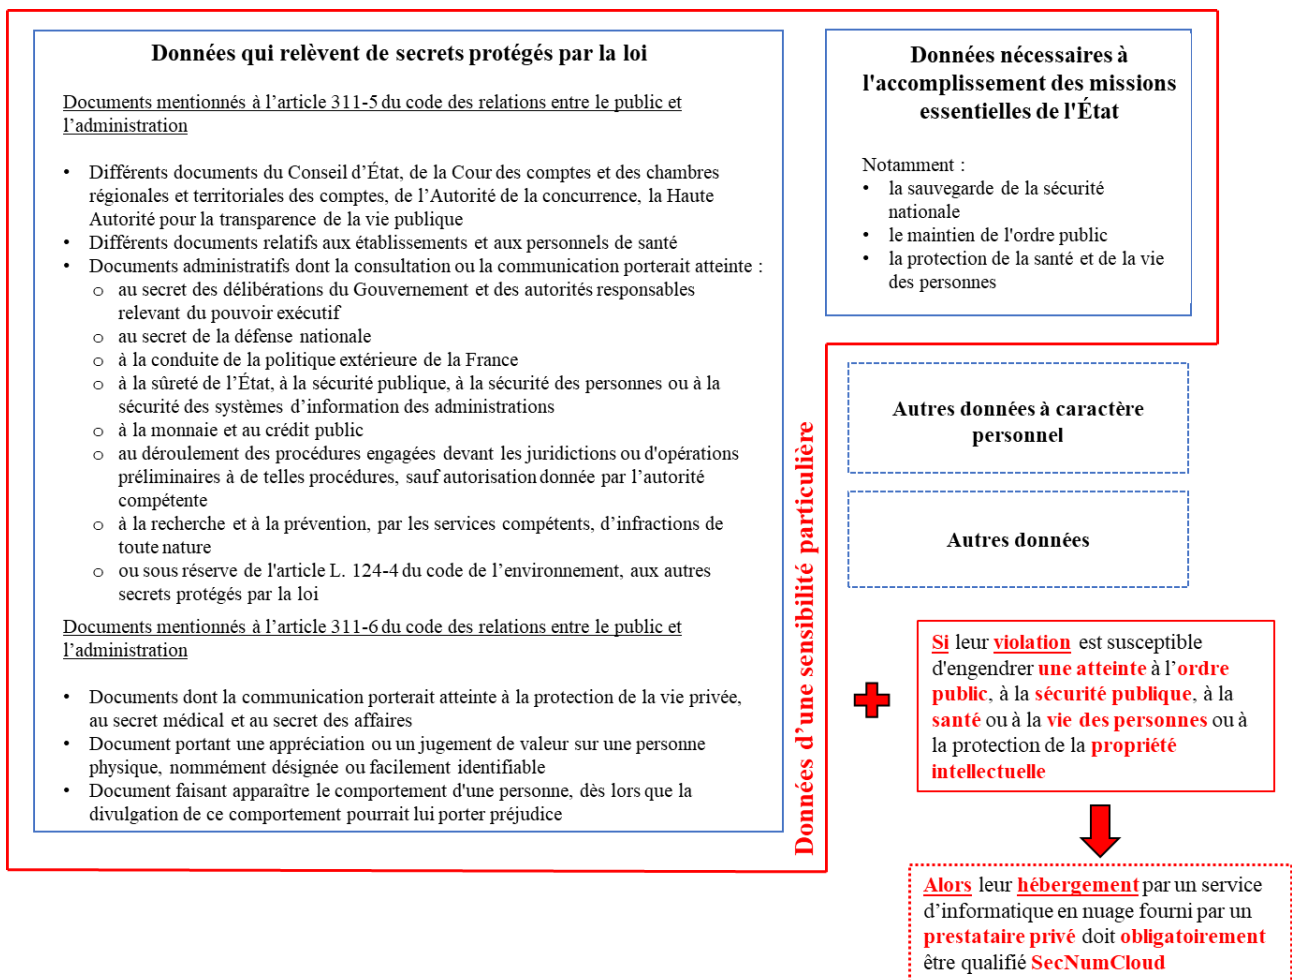 Données qui relèvent de secrets protégés par la loi
Documents mentionnés à l’article 311-5 du code des relations entre le public et
l’administration
• Différents documents du Conseil d’État, de la Cour des comptes et des chambres
régionales et territoriales des comptes, de l’Autorité de la concurrence, la Haute
Autorité pour la transparence de la vie publique
• Différents documents relatifs aux établissements et aux personnels de santé
• Documents administratifs dont la consultation ou la communication porterait atteinte :
o au secret des délibérations du Gouvernement et des autorités responsables
relevant du pouvoir exécutif
o au secret de la défense nationale
o à la conduite de la politique extérieure de la France
o à la sûreté de l’État, à la sécurité publique, à la sécurité des personnes ou à la
sécurité des systèmes d’information des administrations
o à la monnaie et au crédit public
o au déroulement des procédures engagées devant les juridictions ou d'opérations
préliminaires à de telles procédures, sauf autorisation donnée par l’autorité
compétente
o à la recherche et à la prévention, par les services compétents, d’infractions de
toute nature
o ou sous réserve de l'article L. 124-4 du code de l’environnement, aux autres
secrets protégés par la loi
Documents mentionnés à l’article 311-6 du code des relations entre le public et
l’administration
• Documents dont la communication porterait atteinte à la protection de la vie privée,
au secret médical et au secret des affaires
• Document portant une appréciation ou un jugement de valeur sur une personne
physique, nommément désignée ou facilement identifiable
• Document faisant apparaître le comportement d'une personne, dès lors que la
divulgation de ce comportement pourrait lui porter préjudice
Données nécessaires à
l'accomplissement des missions
essentielles de l'État
Notamment :
• la sauvegarde de la sécurité
nationale
• le maintien de l'ordre public
• la protection de la santé et de la vie
des personnes
Données d’une sensibilité particulière
Autres données à caractère
personnel
Autres données
Si leur violation est susceptible
d'engendrer une atteinte à l’ordre
public, à la sécurité publique, à la
santé ou à la vie des personnes ou à
la protection de la propriété
intellectuelle
Alors leur hébergement par un service
d’informatique en nuage fourni par un
prestataire privé doit obligatoirement
être qualifié SecNumCloud